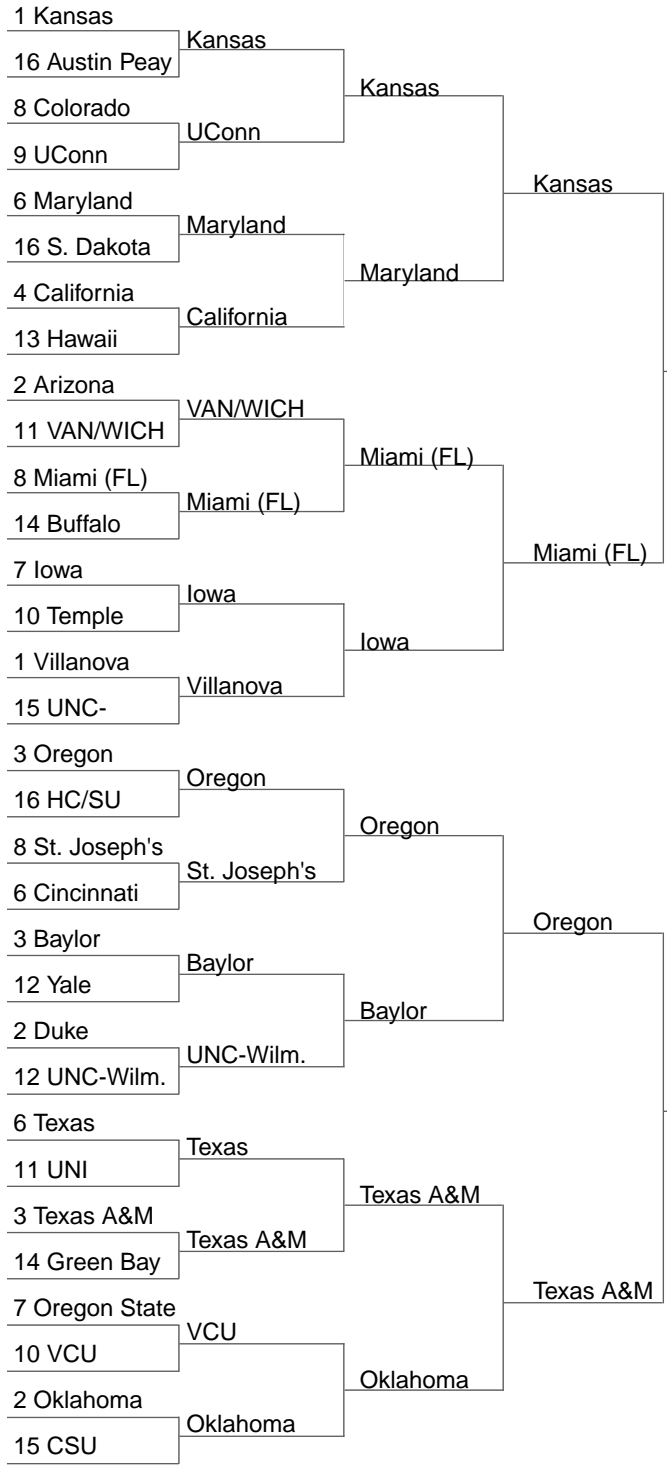 1 Kansas
16 Austin Peay
8 Colorado
9 UConn
6 Maryland
16 S. Dakota
4 California
13 Hawaii
2 Arizona
11 VAN/WICH
8 Miami (FL)
14 Buffalo
7 Iowa
10 Temple
1 Villanova
15 UNC-
3 Oregon
16 HC/SU
8 St. Joseph's
6 Cincinnati
3 Baylor
12 Yale
2 Duke
12 UNC-Wilm.
6 Texas
11 UNI
3 Texas A&M
14 Green Bay
7 Oregon State
10 VCU
2 Oklahoma
15 CSU
Kansas
UConn
Maryland
California
VAN/WICH
Miami (FL)
Iowa
Villanova
Oregon
St. Joseph's
Baylor
UNC-Wilm.
Texas
Texas A&M
VCU
Oklahoma
Kansas
Maryland
Miami (FL)
Iowa
Oregon
Baylor
Texas A&M
Oklahoma
Kansas
Miami (FL)
Oregon
Texas A&M